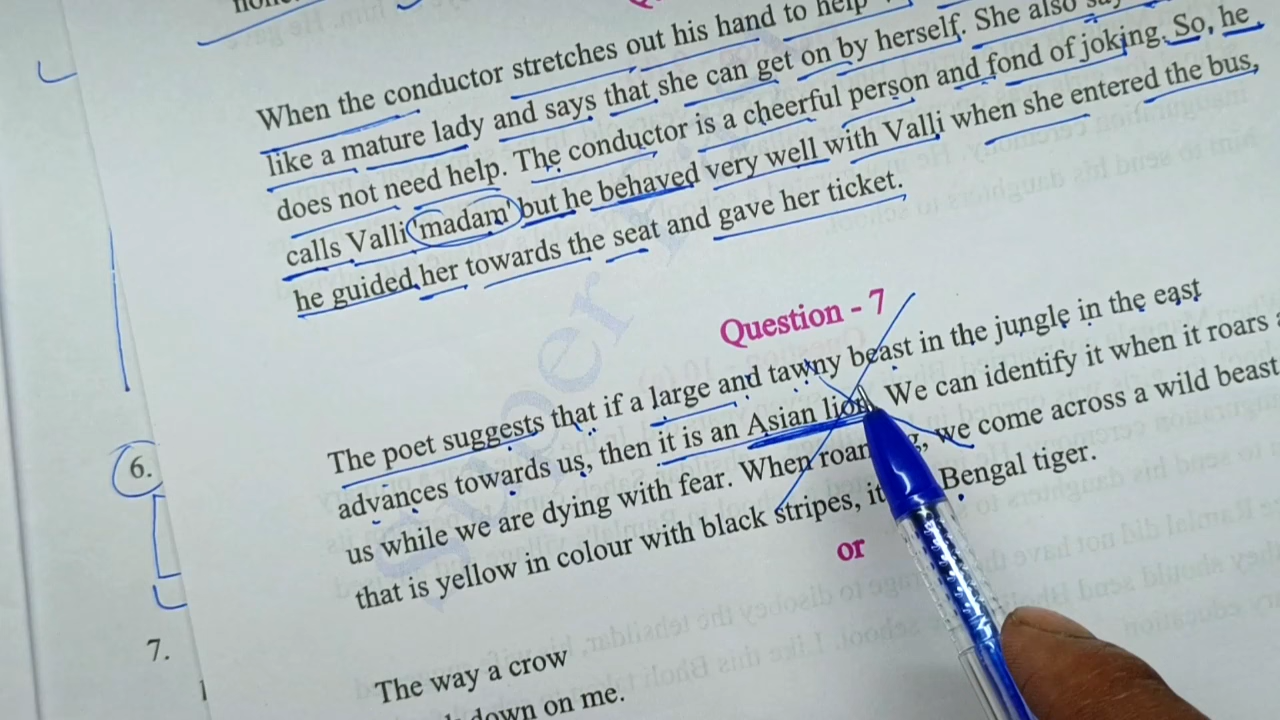 When the conductor stretches out his hand to help
like a mature lady and says that she can get on by herself. She also
does not need help. The conductor is a cheerful person and fond of joking. So, he
calls Valli 'madam' but he behaved very well with Valli when she entered the bus,
he guided her towards the seat and gave her ticket.
Question - 7
The poet suggests that if a large and tawny beast in the jungle in the east
6.
advances towards us, then it is an Asian lion. We can identify it when it roars
us while we are dying with fear. When we come across a wild beast
that is yellow in colour with black stripes, Bengal tiger.
or
7.
The way a crow
down on me.